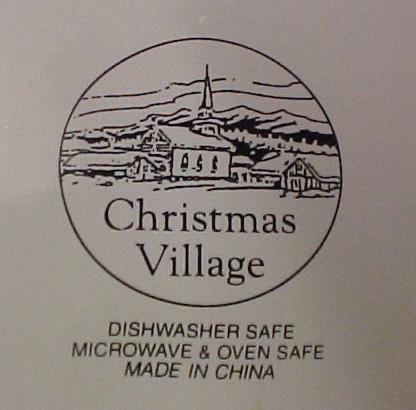 Christmas
Village
DISHWASHER SAFE
MICROWAVE & OVEN SAFE
MADE IN CHINA